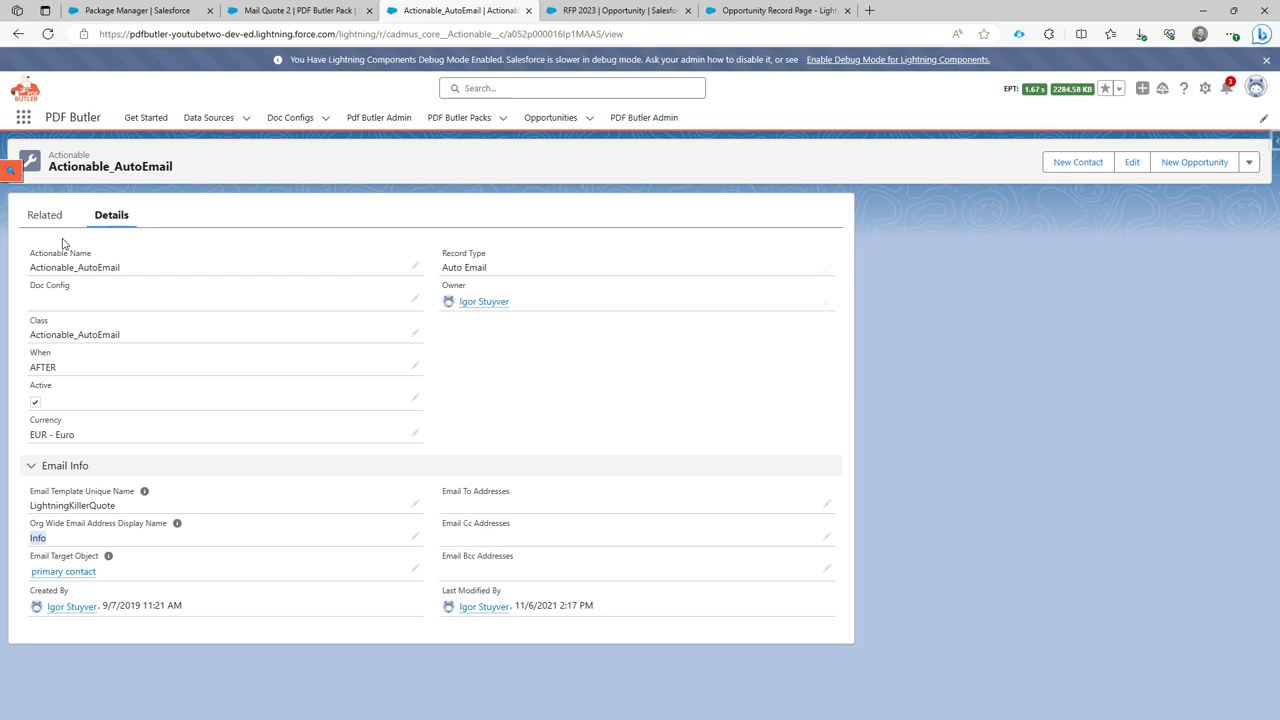 Package Manager | Salesforce
Mail Quote 2 | PDF Butler Pack | S
Actionable_AutoEmail | Actionabl
RFP 2023 | Opportunity | Salesfo
Opportunity Record Page - Light
https://pdfbutler-youtubetwo-dev-ed.lightning.force.com/lightning/r/cadmus_core__Actionable__c/a052p000016Ip1MAAS/view
You Have Lightning Components Debug Mode Enabled. Salesforce is slower in debug mode. Ask your admin how to disable it, or see Enable Debug Mode for Lightning Components.
BUTLER
Search...
EPT: 1.67 s 2284.58 KB
3
PDF Butler
Get Started
Data Sources
Doc Configs
Pdf Butler Admin
PDF Butler Packs
Opportunities
PDF Butler Admin
Actionable
Actionable_AutoEmail
New Contact
Edit
New Opportunity
Related
Details
Actionable Name
Actionable_AutoEmail
Record Type
Auto Email
Doc Config
Owner
Igor Stuyver
Class
Actionable_AutoEmail
When
AFTER
Active
Currency
EUR - Euro
Email Info
Email Template Unique Name
LightningKillerQuote
Email To Addresses
Org Wide Email Address Display Name
Info
Email Cc Addresses
Email Target Object
primary contact
Email Bcc Addresses
Created By
Igor Stuyver, 9/7/2019 11:21 AM
Last Modified By
Igor Stuyver, 11/6/2021 2:17 PM